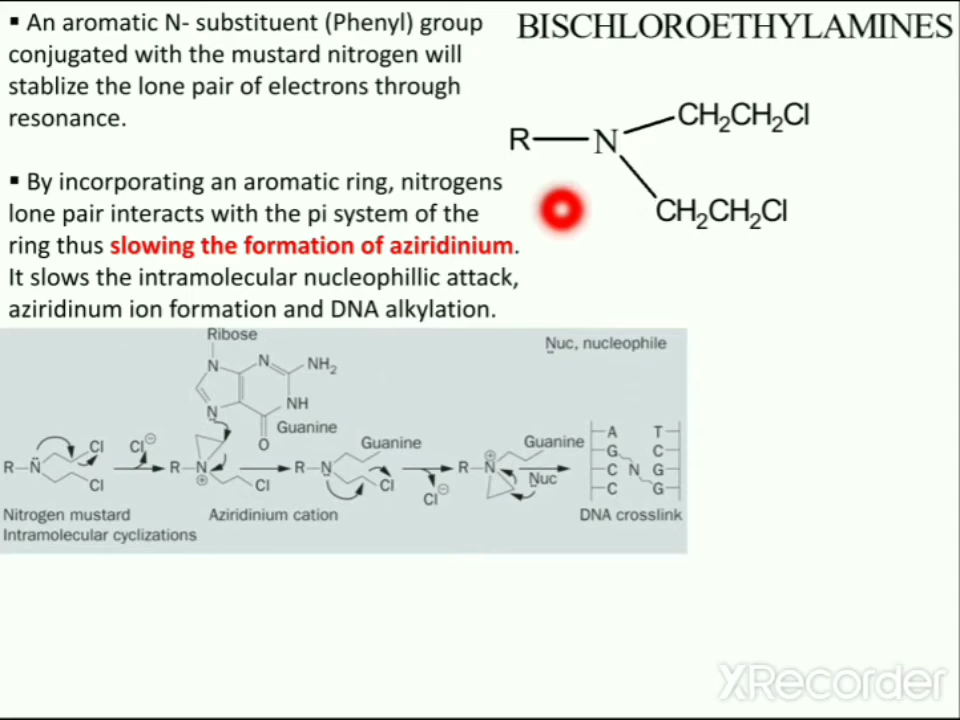 ▪ An aromatic N- substituent (Phenyl) group
conjugated with the mustard nitrogen will
stablize the lone pair of electrons through
resonance.
▪ By incorporating an aromatic ring, nitrogens
lone pair interacts with the pi system of the
ring thus slowing the formation of aziridinium.
It slows the intramolecular nucleophillic attack,
aziridinum ion formation and DNA alkylation.
BISCHLOROETHYLAMINES
CH₂CH₂Cl
R N
CH₂CH₂Cl
Ribose
Nuc, nucleophile
N N NH₂
NH
N
O
Guanine
R–N Cl Cl
Cl⊖
R–N ⊕ Cl
R–N Guanine Cl
Cl⊖
R–N ⊕ Guanine
Nuc
A T
G C
C N G
C G
Nitrogen mustard
Intramolecular cyclizations
Aziridinium cation
DNA crosslink
XRecorder